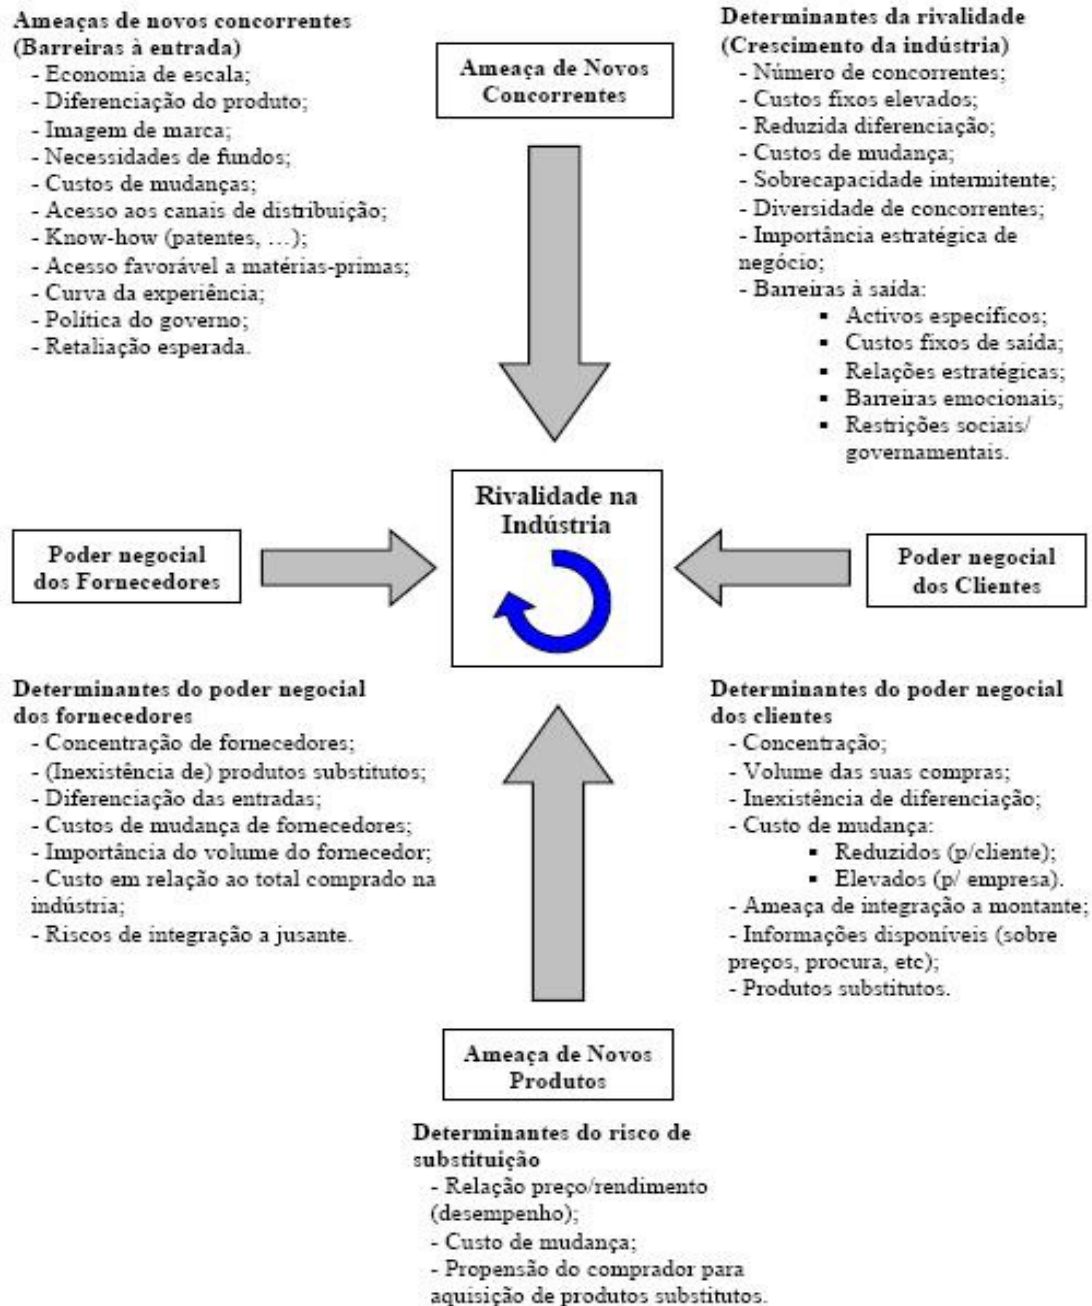 Ameaças de novos concorrentes
(Barreiras à entrada)
- Economia de escala;
- Diferenciação do produto;
- Imagem de marca;
- Necessidades de fundos;
- Custos de mudanças;
- Acesso aos canais de distribuição;
- Know-how (patentes, …);
- Acesso favorável a matérias-primas;
- Curva da experiência;
- Política do governo;
- Retaliação esperada.
Ameaça de Novos
Concorrentes
Determinantes da rivalidade
(Crescimento da indústria)
- Número de concorrentes;
- Custos fixos elevados;
- Reduzida diferenciação;
- Custos de mudança;
- Sobrecapacidade intermitente;
- Diversidade de concorrentes;
- Importância estratégica de
negócio;
- Barreiras à saída:
▪ Activos específicos;
▪ Custos fixos de saída;
▪ Relações estratégicas;
▪ Barreiras emocionais;
▪ Restrições sociais/
governamentais.
Poder negocial
dos Fornecedores
Rivalidade na
Indústria
Poder negocial
dos Clientes
Determinantes do poder negocial
dos fornecedores
- Concentração de fornecedores;
- (Inexistência de) produtos substitutos;
- Diferenciação das entradas;
- Custos de mudança de fornecedores;
- Importância do volume do fornecedor;
- Custo em relação ao total comprado na
indústria;
- Riscos de integração a jusante.
Determinantes do poder negocial
dos clientes
- Concentração;
- Volume das suas compras;
- Inexistência de diferenciação;
- Custo de mudança:
▪ Reduzidos (p/cliente);
▪ Elevados (p/ empresa).
- Ameaça de integração a montante;
- Informações disponíveis (sobre
preços, procura, etc);
- Produtos substitutos.
Ameaça de Novos
Produtos
Determinantes do risco de
substituição
- Relação preço/rendimento
(desempenho);
- Custo de mudança;
- Propensão do comprador para
aquisição de produtos substitutos.